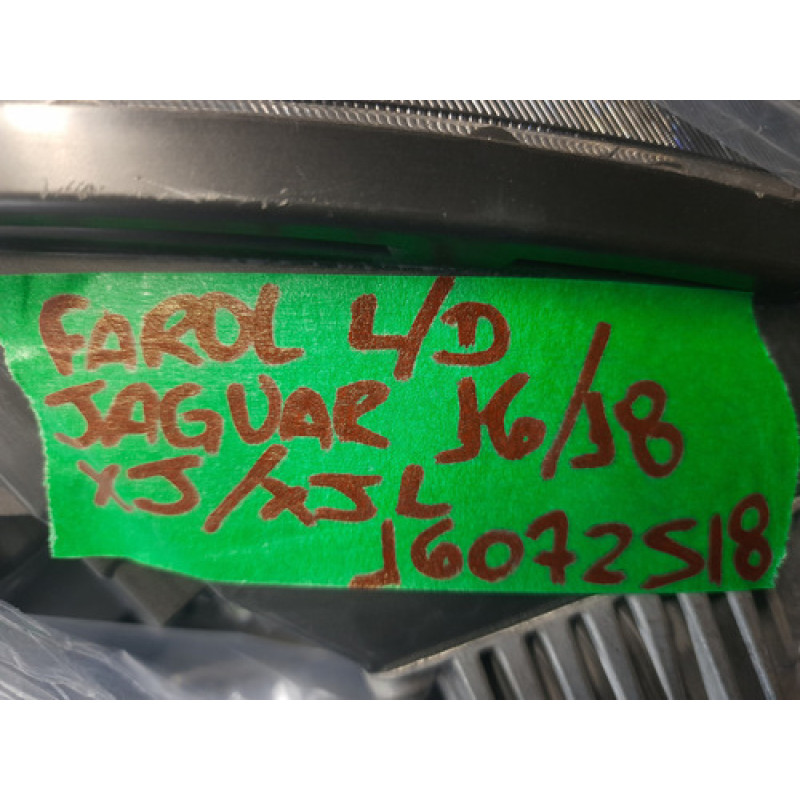 FAROL L/D
JAGUAR 16/18
XJ/XJL
16072518